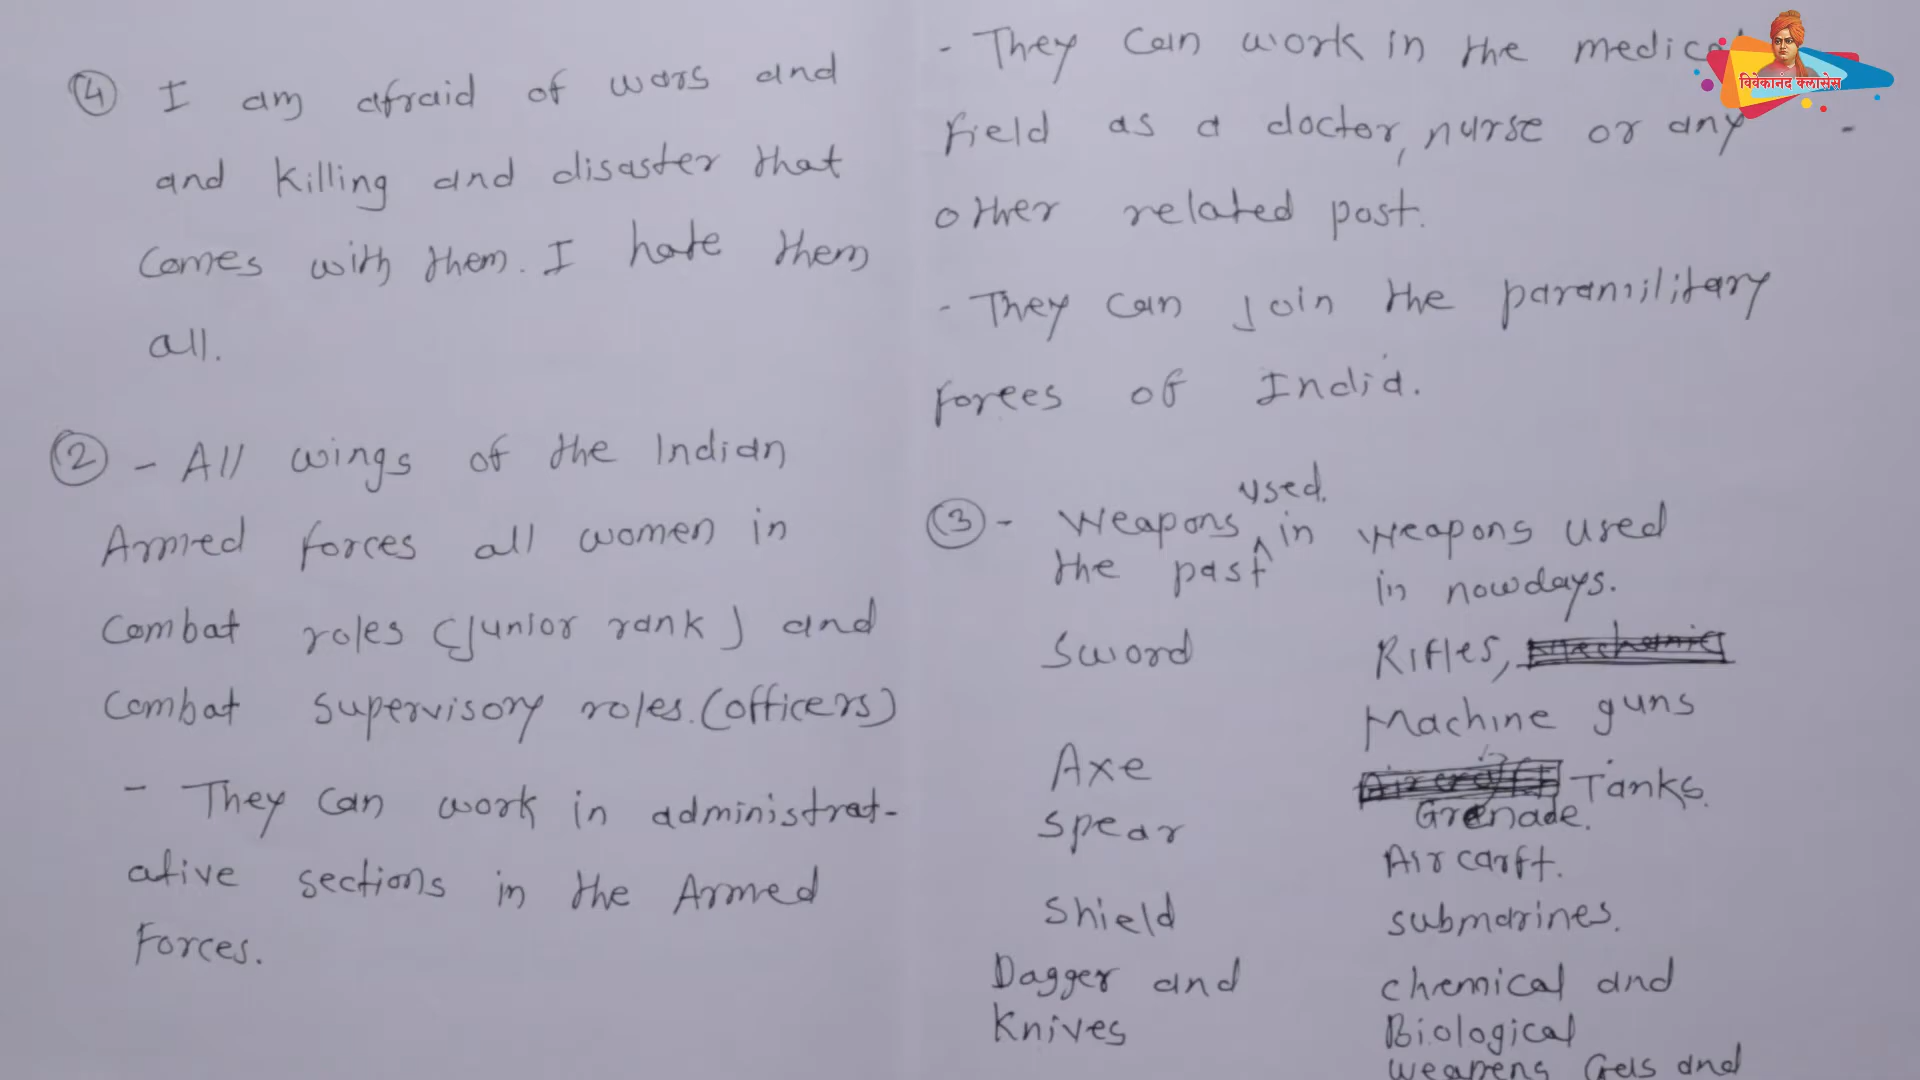 ④ I am afraid of wars and
and killing and disaster that
comes with them. I hate them
all.
② - All wings of the Indian
Armed forces all women in
combat roles (Junior rank) and
combat supervisory roles. (officers)
- They can work in administrat-
ative sections in the Armed
Forces.
- They can work in the medical
field as a doctor, nurse or any -
other related post.
- They can join the paramilitary
forces of India.
③ - Weapons used. in
the past
Weapons used
in nowdays.
Sword
Rifles,
Machine guns
Axe
Tanks.
Grenade.
Spear
Air carft.
Shield
submarines.
Dagger and
Knives
chemical and
Biological
weapens Gels and
विवेकानंद क्लासेस